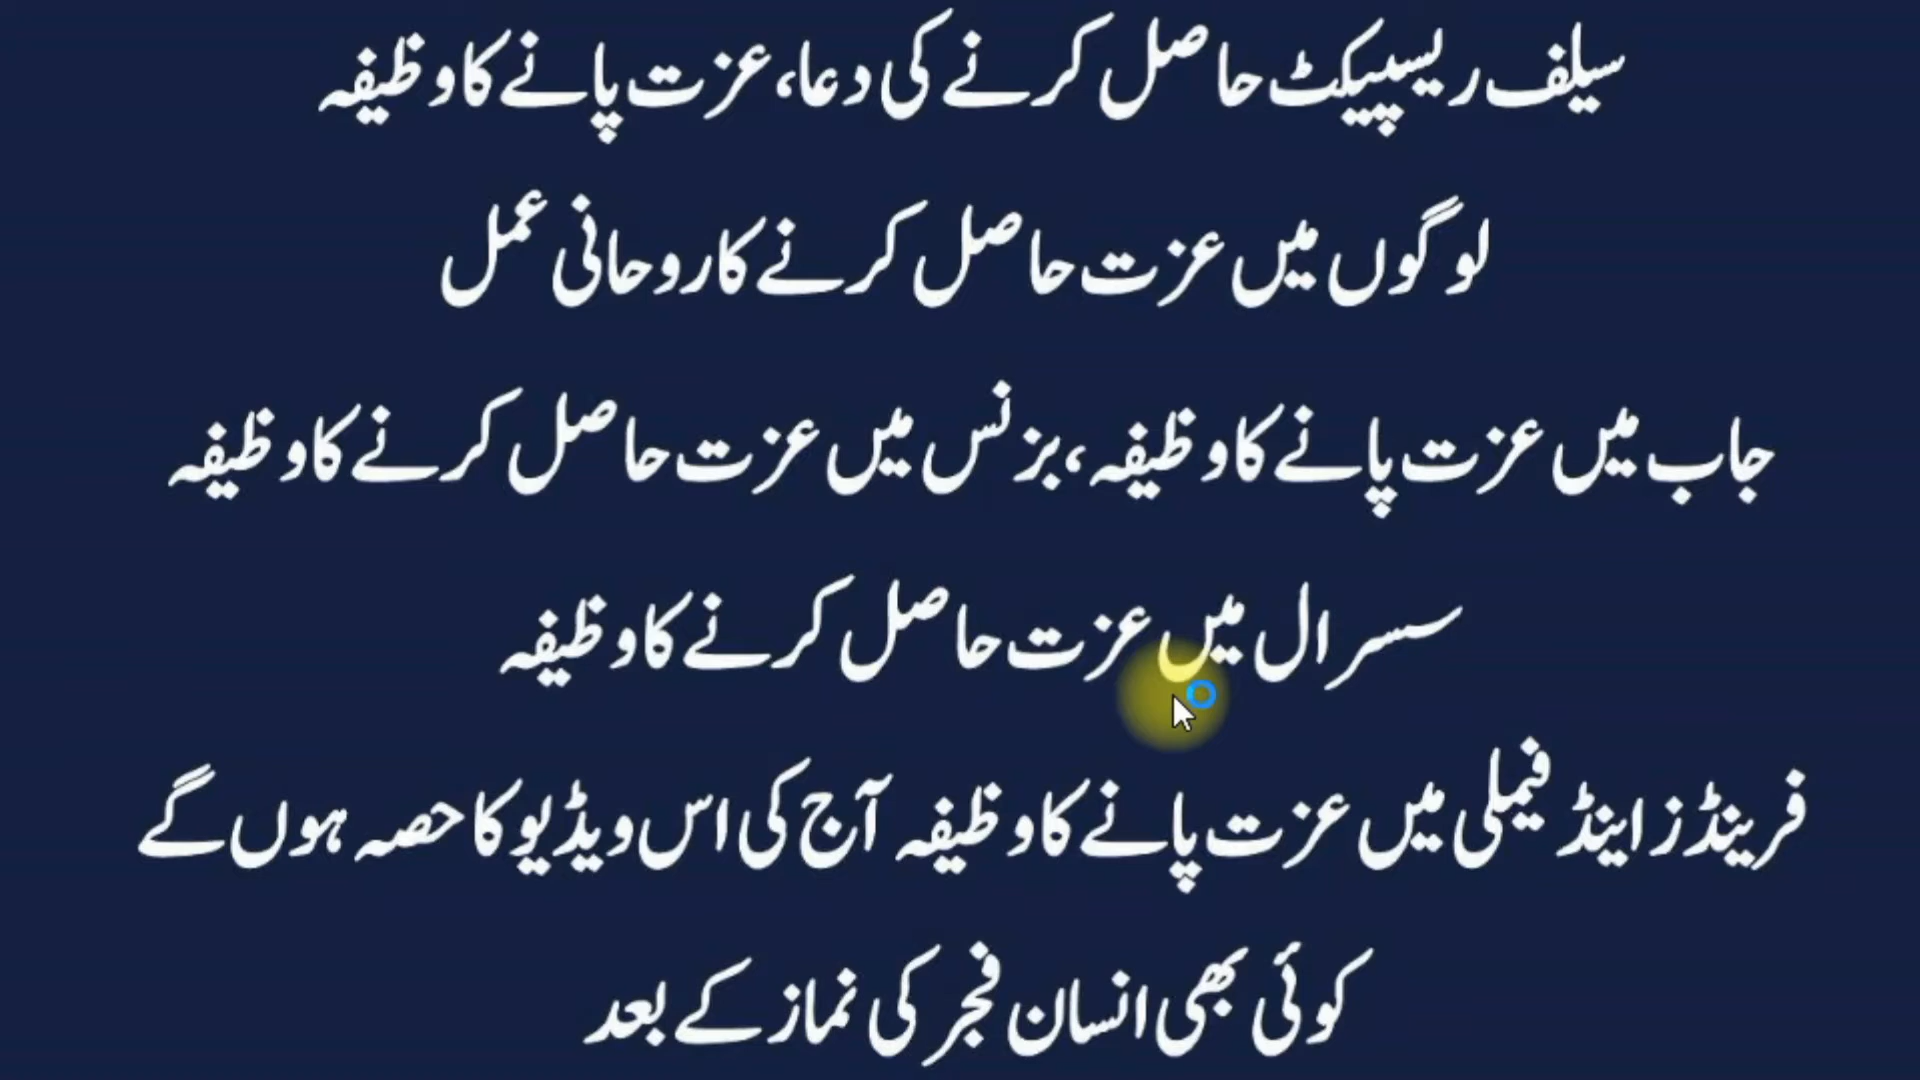 سیلف ریسپیکٹ حاصل کرنے کی دعا، عزت پانے کا وظیفہ
لوگوں میں عزت حاصل کرنے کا روحانی عمل
جاب میں عزت پانے کا وظیفہ، بزنس میں عزت حاصل کرنے کا وظیفہ
سسرال میں عزت حاصل کرنے کا وظیفہ
فرینڈز اینڈ فیملی میں عزت پانے کا وظیفہ آج کی اس ویڈیو کا حصہ ہوں گے
کوئی بھی انسان فجر کی نماز کے بعد